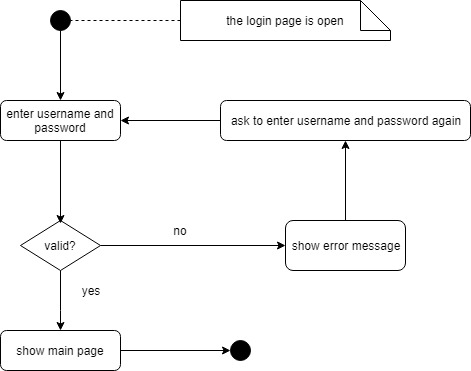 the login page is open
enter username and
password
ask to enter username and password again
valid?
no
show error message
yes
show main page